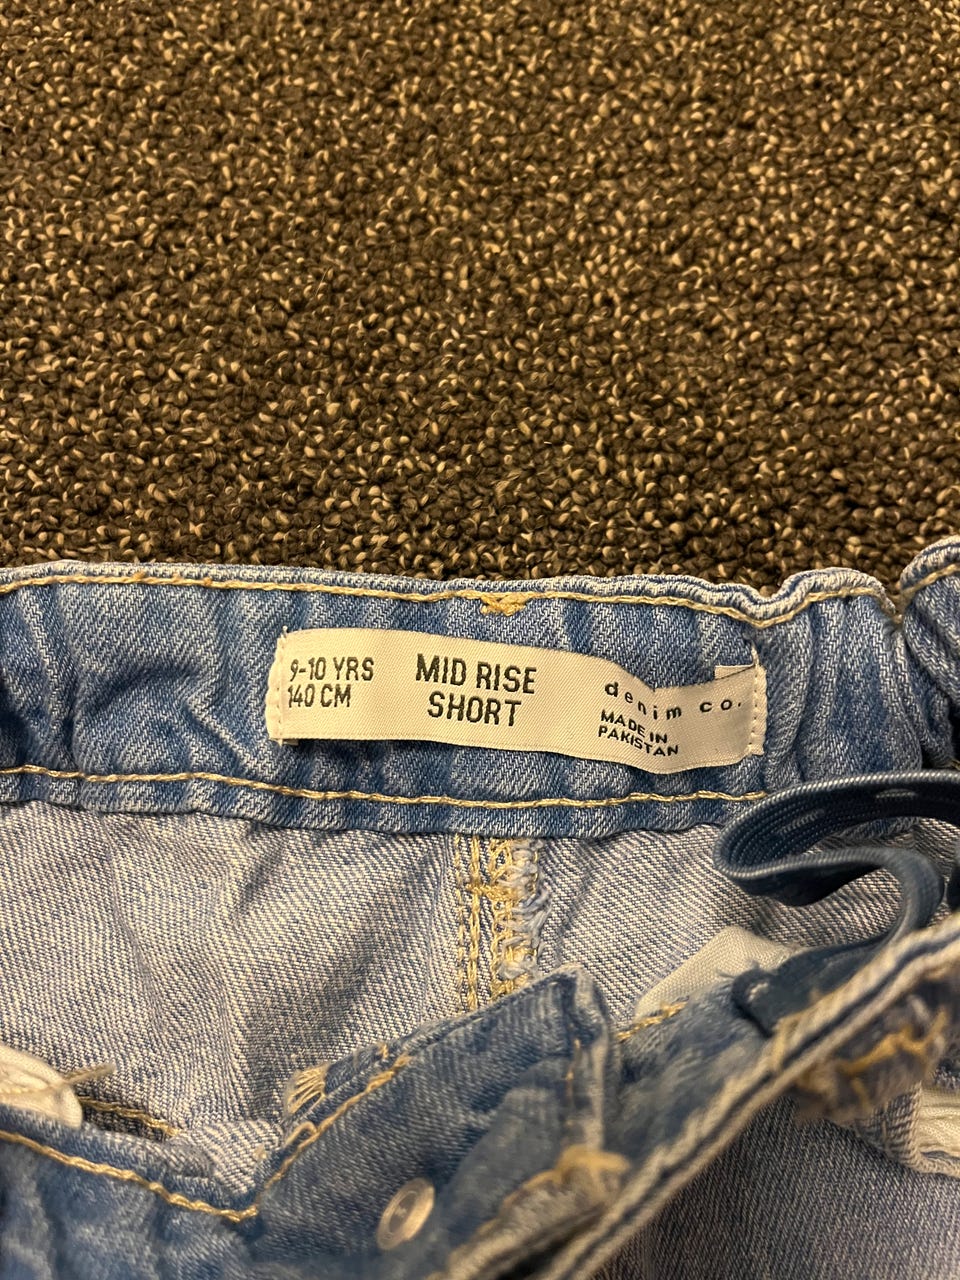 9-10 YRS
140 CM
MID RISE
SHORT
denim co.
MADE IN
PAKISTAN